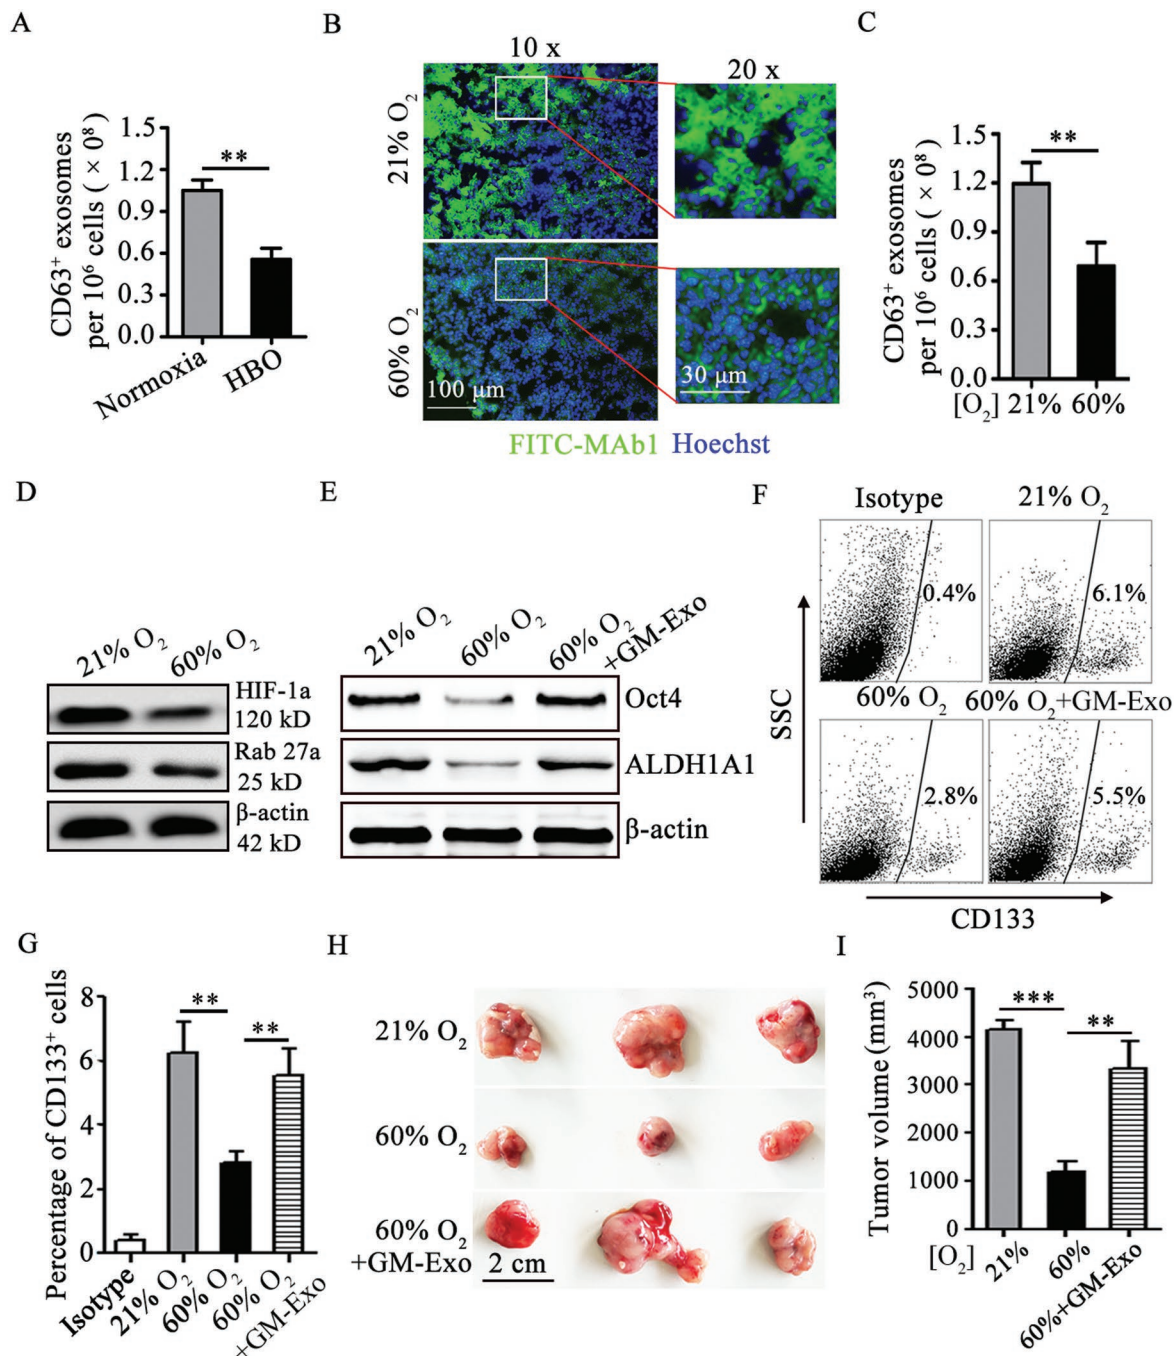 A
CD63⁺ exosomes
per 10⁶ cells ( × 0⁸)
1.5
1.2
0.9
0.6
0.3
0.0
**
Normoxia
HBO
B
10 x
20 x
21% O₂
60% O₂
100 μm
30 μm
FITC-MAb1 Hoechst
C
CD63⁺ exosomes
per 10⁶ cells ( × 0⁸)
1.5
1.2
0.9
0.6
0.3
0.0
**
[O₂] 21% 60%
D
21% O₂
60% O₂
HIF-1a
120 kD
Rab 27a
25 kD
β-actin
42 kD
E
21% O₂
60% O₂
60% O₂
+GM-Exo
Oct4
ALDH1A1
β-actin
F
Isotype
21% O₂
0.4%
6.1%
60% O₂
60% O₂+GM-Exo
2.8%
5.5%
SSC
CD133
G
Percentage of CD133⁺ cells
8
6
4
2
0
**
**
Isotype
21% O₂
60% O₂
60% O₂
+GM-Exo
H
21% O₂
60% O₂
60% O₂
+GM-Exo
2 cm
I
Tumor volume (mm³)
5000
4000
3000
2000
1000
0
***
**
[O₂]
21%
60%
60%+GM-Exo